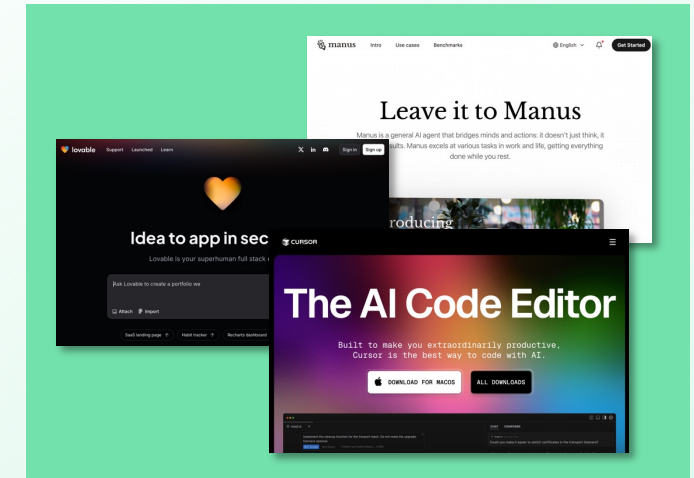 manus Intro Use cases Benchmarks English Get Started
Leave it to Manus
Manus is a general AI agent that bridges minds and actions: it doesn't just think, it
sults. Manus excels at various tasks in work and life, getting everything
done while you rest.
roducing
lovable Support Launched Learn Sign in Sign up
Idea to app in sec
Lovable is your superhuman full stack
Ask Lovable to create a portfolio we
Attach Import
SaaS landing page Habit tracker Recharts dashboard
CURSOR
The AI Code Editor
Built to make you extraordinarily productive,
Cursor is the best way to code with AI.
DOWNLOAD FOR MACOS ALL DOWNLOADS
CHAT COMPOSER